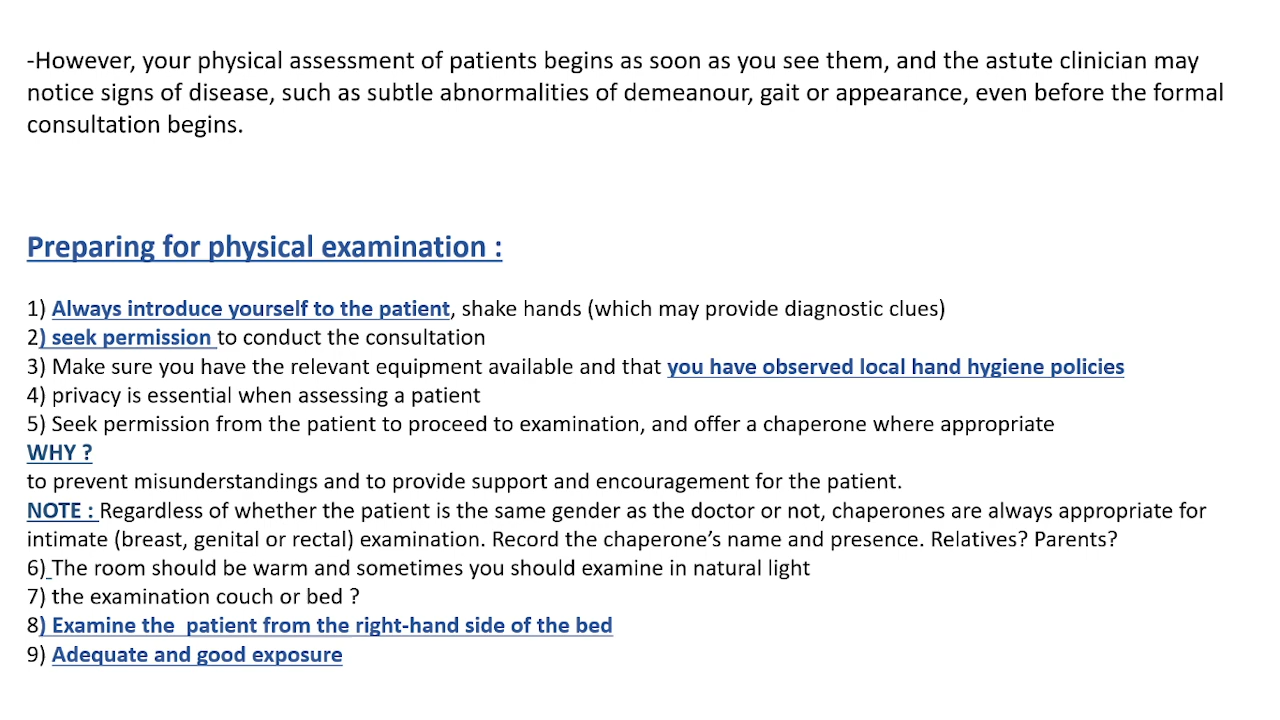 -However, your physical assessment of patients begins as soon as you see them, and the astute clinician may
notice signs of disease, such as subtle abnormalities of demeanour, gait or appearance, even before the formal
consultation begins.
Preparing for physical examination :
1) Always introduce yourself to the patient, shake hands (which may provide diagnostic clues)
2) seek permission to conduct the consultation
3) Make sure you have the relevant equipment available and that you have observed local hand hygiene policies
4) privacy is essential when assessing a patient
5) Seek permission from the patient to proceed to examination, and offer a chaperone where appropriate
WHY ?
to prevent misunderstandings and to provide support and encouragement for the patient.
NOTE : Regardless of whether the patient is the same gender as the doctor or not, chaperones are always appropriate for
intimate (breast, genital or rectal) examination. Record the chaperone’s name and presence. Relatives? Parents?
6) The room should be warm and sometimes you should examine in natural light
7) the examination couch or bed ?
8) Examine the  patient from the right-hand side of the bed
9) Adequate and good exposure